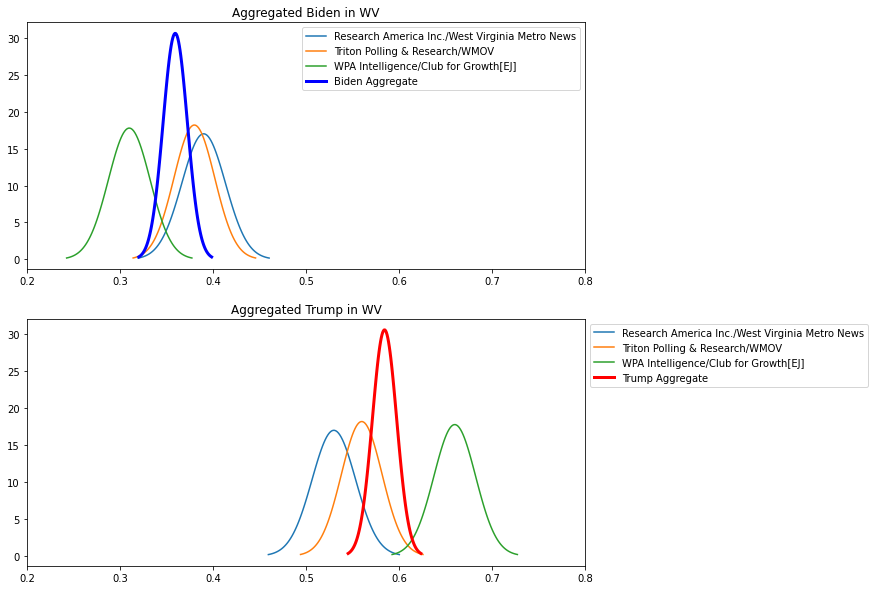 Aggregated Biden in WV
30
25
20
15
10
5
0
Research America Inc./West Virginia Metro News
Triton Polling & Research/WMOV
WPA Intelligence/Club for Growth[EJ]
Biden Aggregate
0.2 0.3 0.4 0.5 0.6 0.7 0.8
Aggregated Trump in WV
30
25
20
15
10
5
0
Research America Inc./West Virginia Metro News
Triton Polling & Research/WMOV
WPA Intelligence/Club for Growth[EJ]
Trump Aggregate
0.2 0.3 0.4 0.5 0.6 0.7 0.8